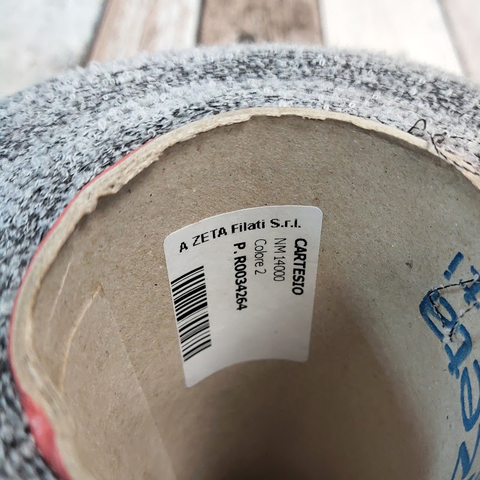 A ZETA Filati S.r.l.
CARTESIO
NM 14000
Colore 2
P. R0034264